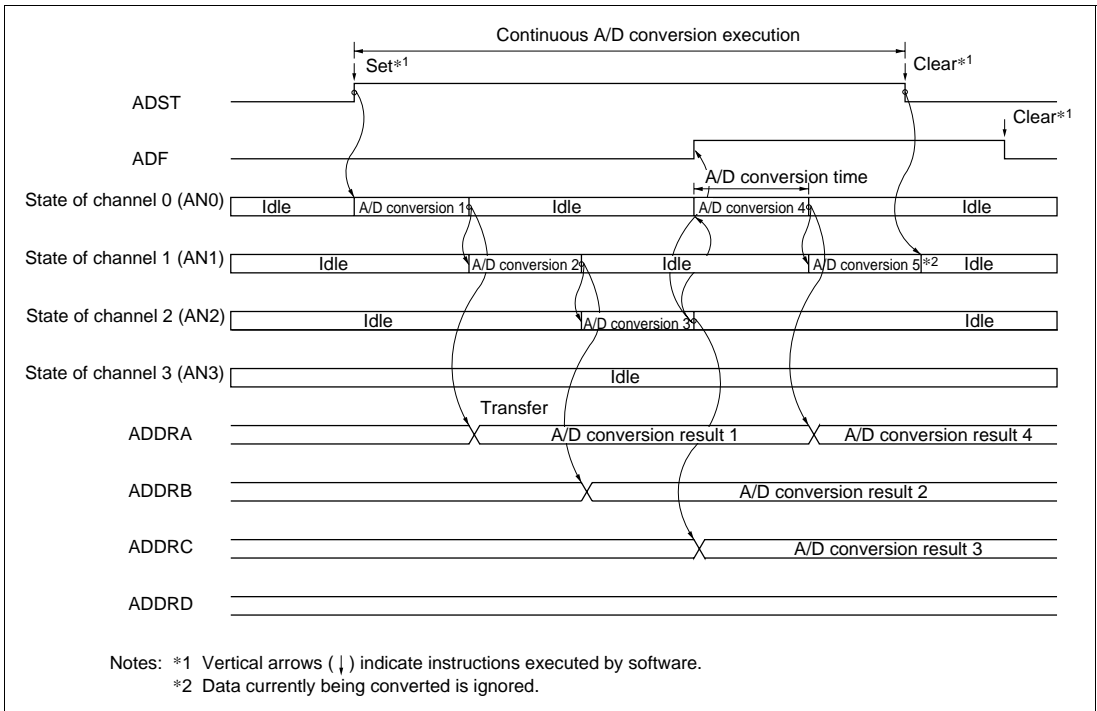 Continuous A/D conversion execution
Set*1
Clear*1
ADST
Clear*1
ADF
A/D conversion time
State of channel 0 (AN0) Idle A/D conversion 1 Idle A/D conversion 4 Idle
State of channel 1 (AN1) Idle A/D conversion 2 Idle A/D conversion 5 *2 Idle
State of channel 2 (AN2) Idle A/D conversion 3 Idle
State of channel 3 (AN3) Idle
Transfer
ADDRA A/D conversion result 1 A/D conversion result 4
ADDRB A/D conversion result 2
ADDRC A/D conversion result 3
ADDRD
Notes: *1 Vertical arrows (↓) indicate instructions executed by software.
*2 Data currently being converted is ignored.